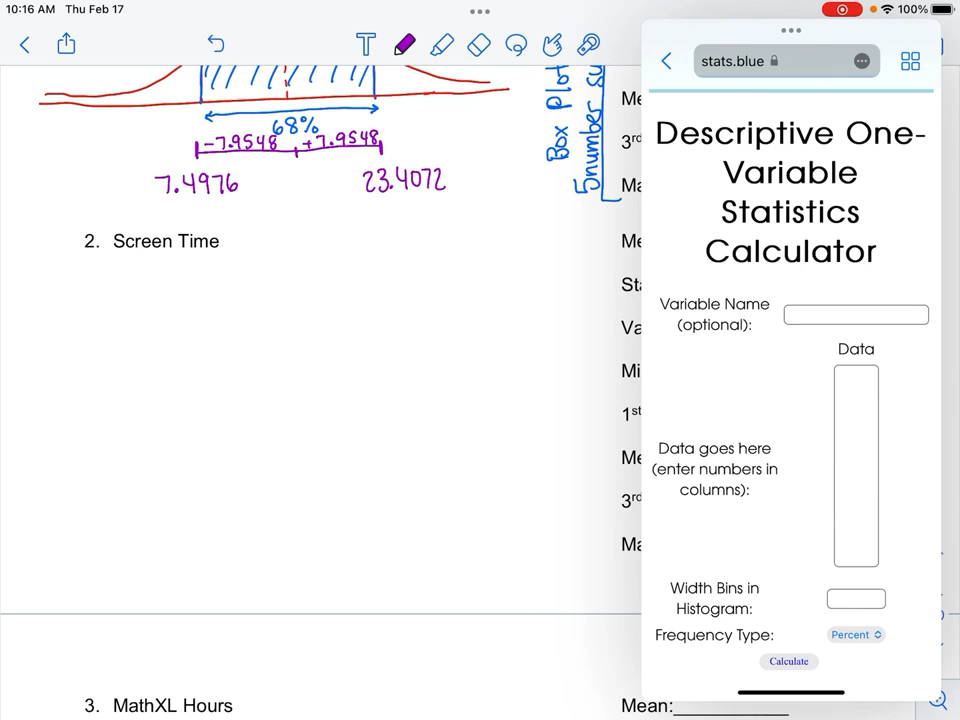 10:16 AM Thu Feb 17
100%
T
68%
-7.9548 +7.9548
7.4976 23.4072
Box Plot
5number su
Me
3rd
Ma
2. Screen Time
Me
Sta
Va
Mi
1st
Me
3rd
Ma
3. MathXL Hours
Mean:
stats.blue
Descriptive One-
Variable
Statistics
Calculator
Variable Name
(optional):
Data
Data goes here
(enter numbers in
columns):
Width Bins in
Histogram:
Frequency Type: Percent
Calculate